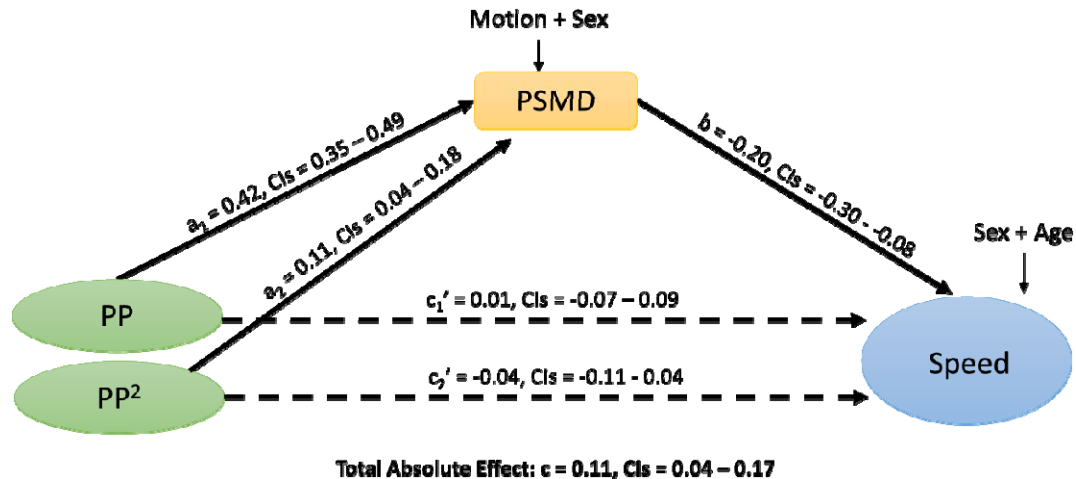 Motion + Sex
PSMD
a₁ = 0.42, CIs = 0.35 – 0.49
a₂ = 0.11, CIs = 0.04 – 0.18
b = -0.20, CIs = -0.30 - -0.08
Sex + Age
PP
c₁′ = 0.01, CIs = -0.07 – 0.09
Speed
PP²
c₂′ = -0.04, CIs = -0.11 - 0.04
Total Absolute Effect: c = 0.11, CIs = 0.04 – 0.17